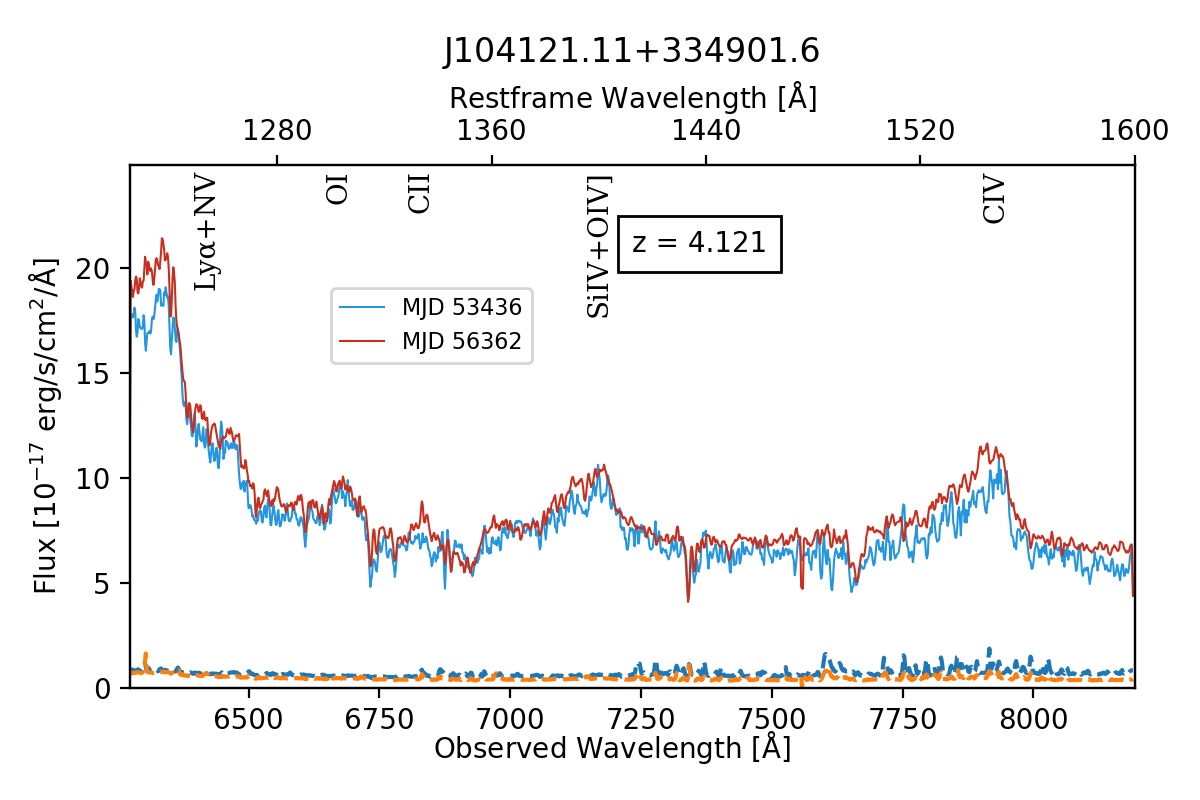 J104121.11+334901.6
Restframe Wavelength [Å]
1280 1360 1440 1520 1600
Lyα+NV
OI
CII
SiIV+OIV]
CIV
z = 4.121
MJD 53436
MJD 56362
Flux [10⁻¹⁷ erg/s/cm²/Å]
20
15
10
5
0
6500 6750 7000 7250 7500 7750 8000
Observed Wavelength [Å]